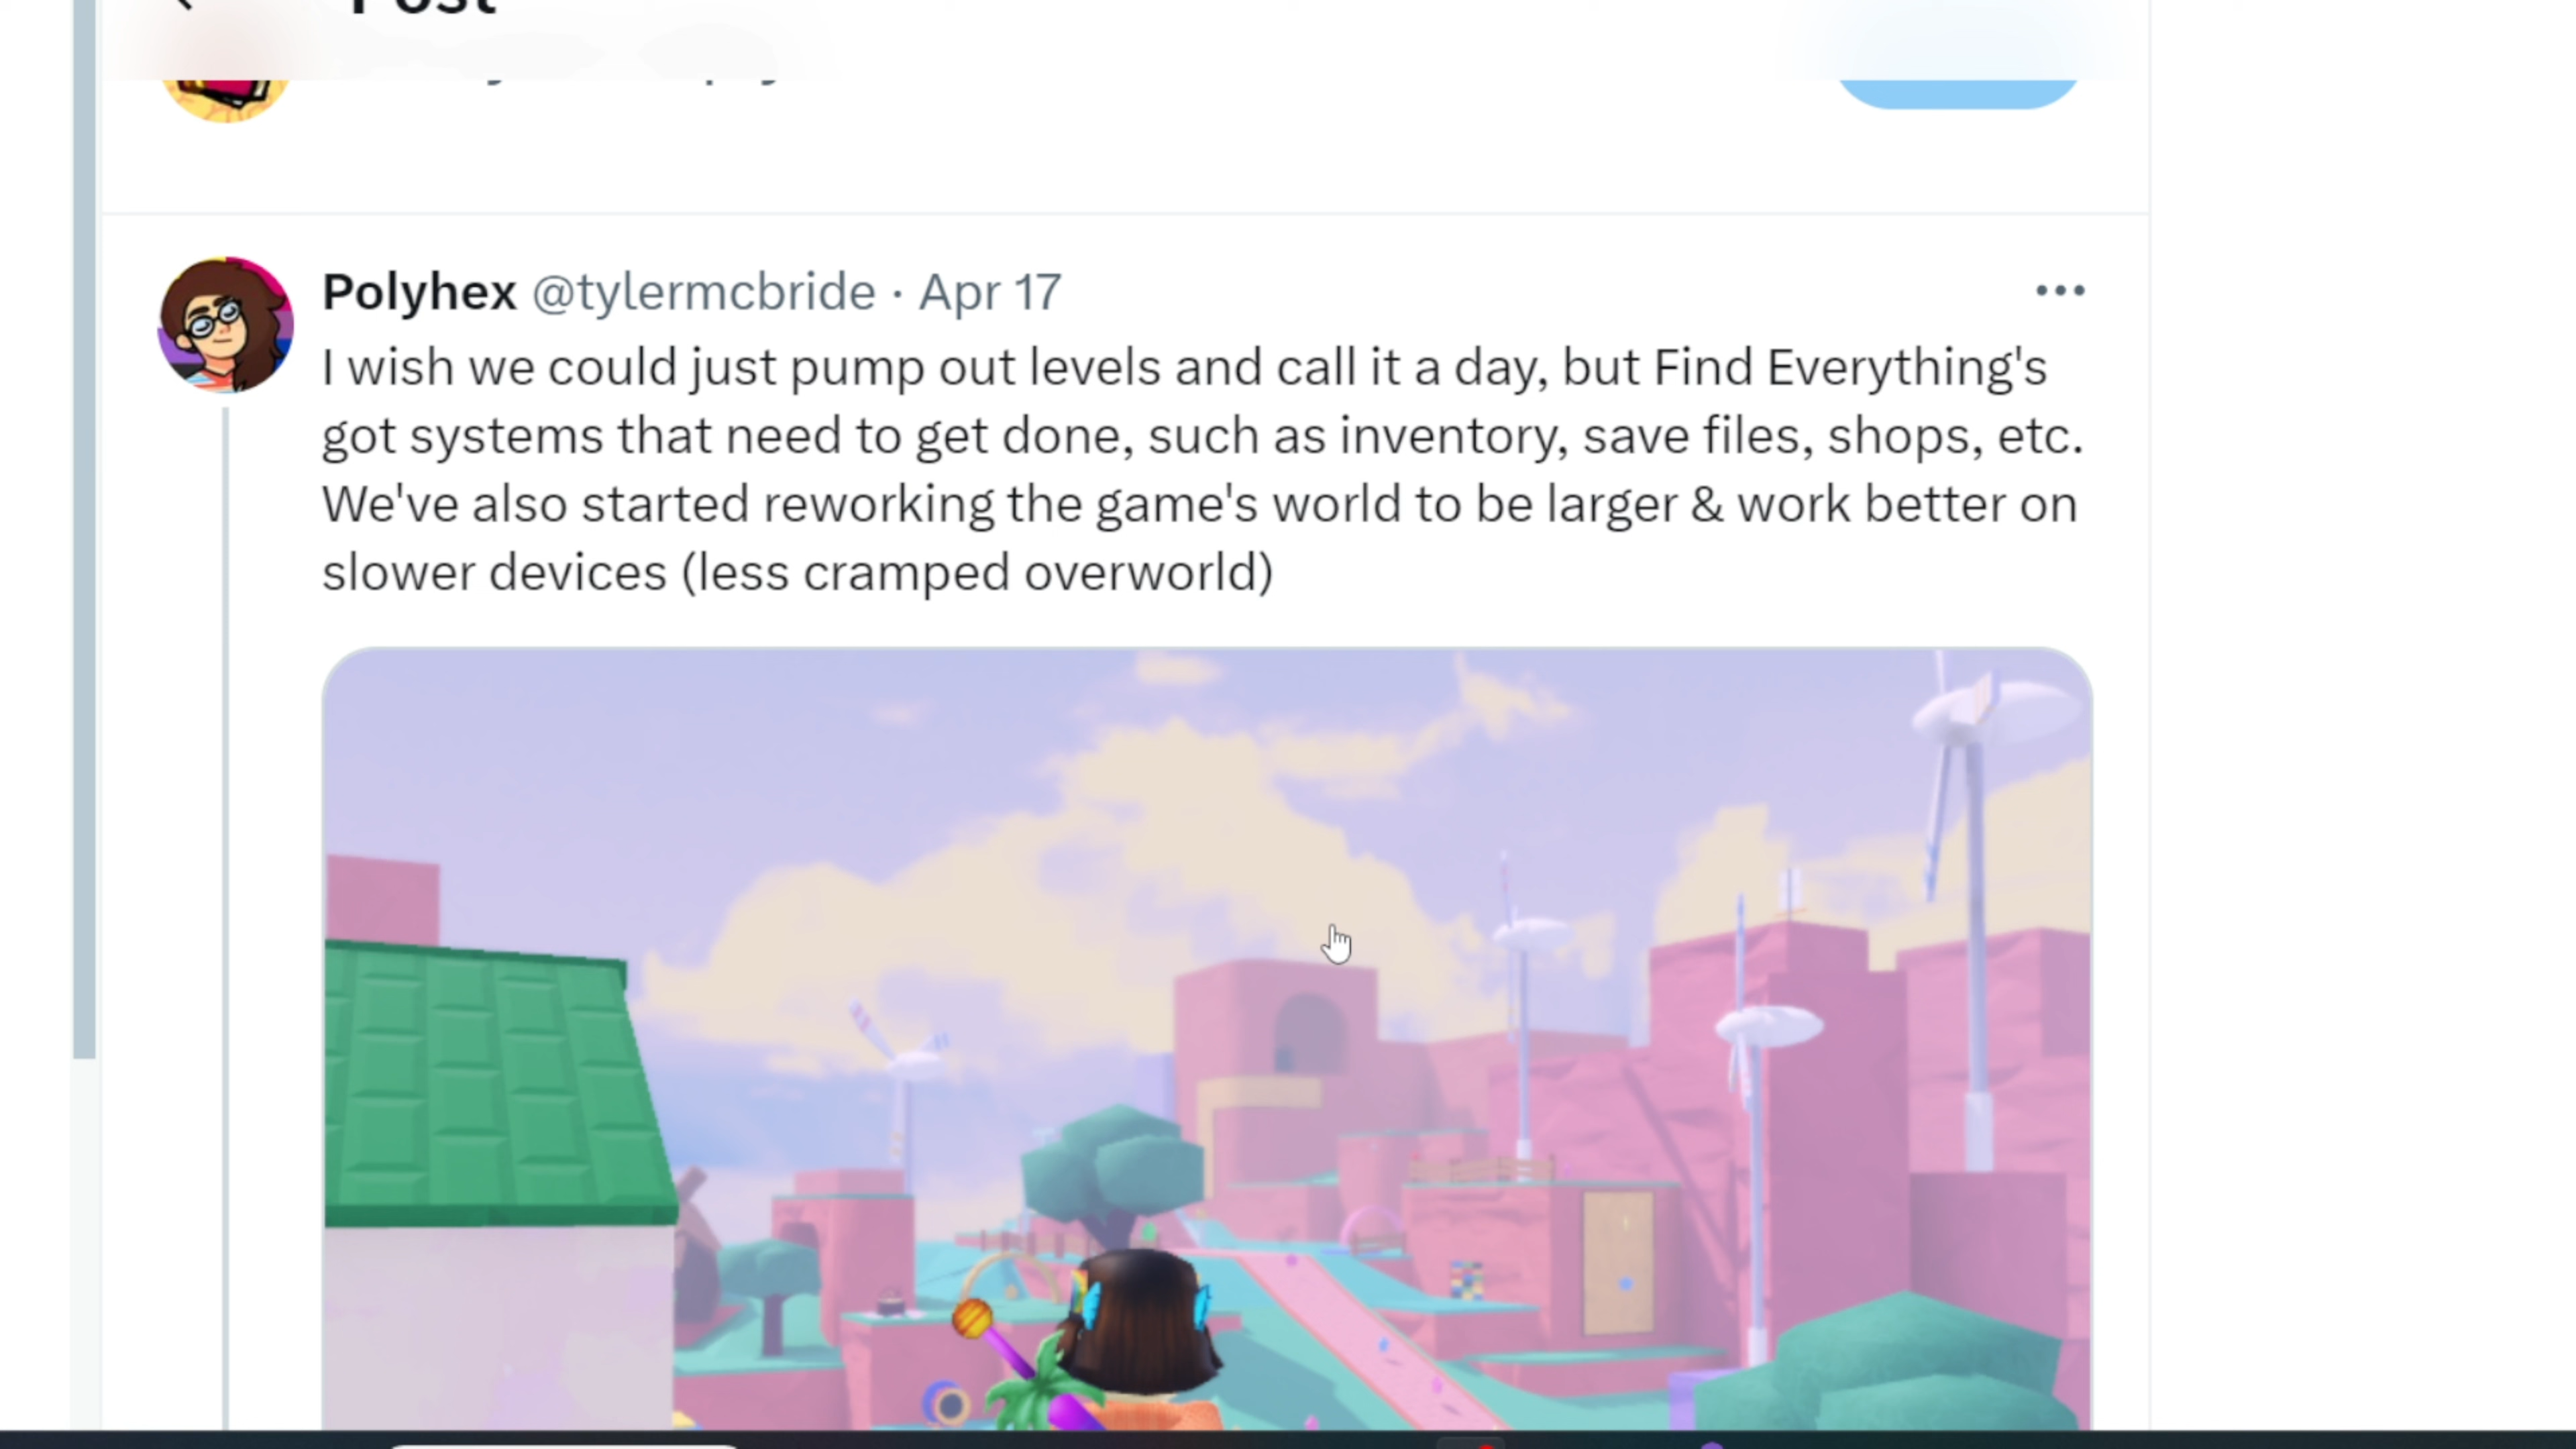 Post
Polyhex @tylermcbride · Apr 17
I wish we could just pump out levels and call it a day, but Find Everything's
got systems that need to get done, such as inventory, save files, shops, etc.
We've also started reworking the game's world to be larger & work better on
slower devices (less cramped overworld)